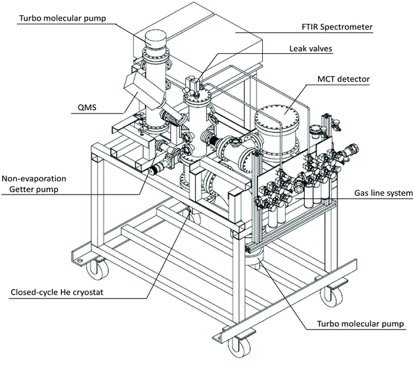 Turbo molecular pump
FTIR Spectrometer
Leak valves
MCT detector
QMS
Non-evaporation
Getter pump
Gas line system
Closed-cycle He cryostat
Turbo molecular pump